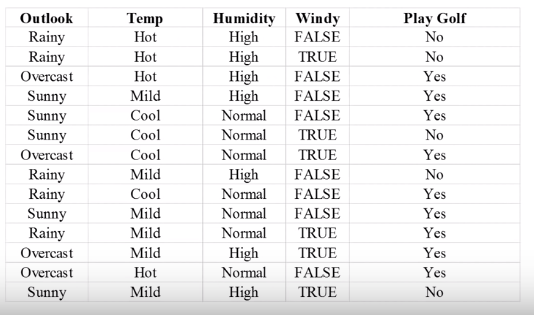 Outlook Temp Humidity Windy Play Golf
Rainy Hot High FALSE No
Rainy Hot High TRUE No
Overcast Hot High FALSE Yes
Sunny Mild High FALSE Yes
Sunny Cool Normal FALSE Yes
Sunny Cool Normal TRUE No
Overcast Cool Normal TRUE Yes
Rainy Mild High FALSE No
Rainy Cool Normal FALSE Yes
Sunny Mild Normal FALSE Yes
Rainy Mild Normal TRUE Yes
Overcast Mild High TRUE Yes
Overcast Hot Normal FALSE Yes
Sunny Mild High TRUE No